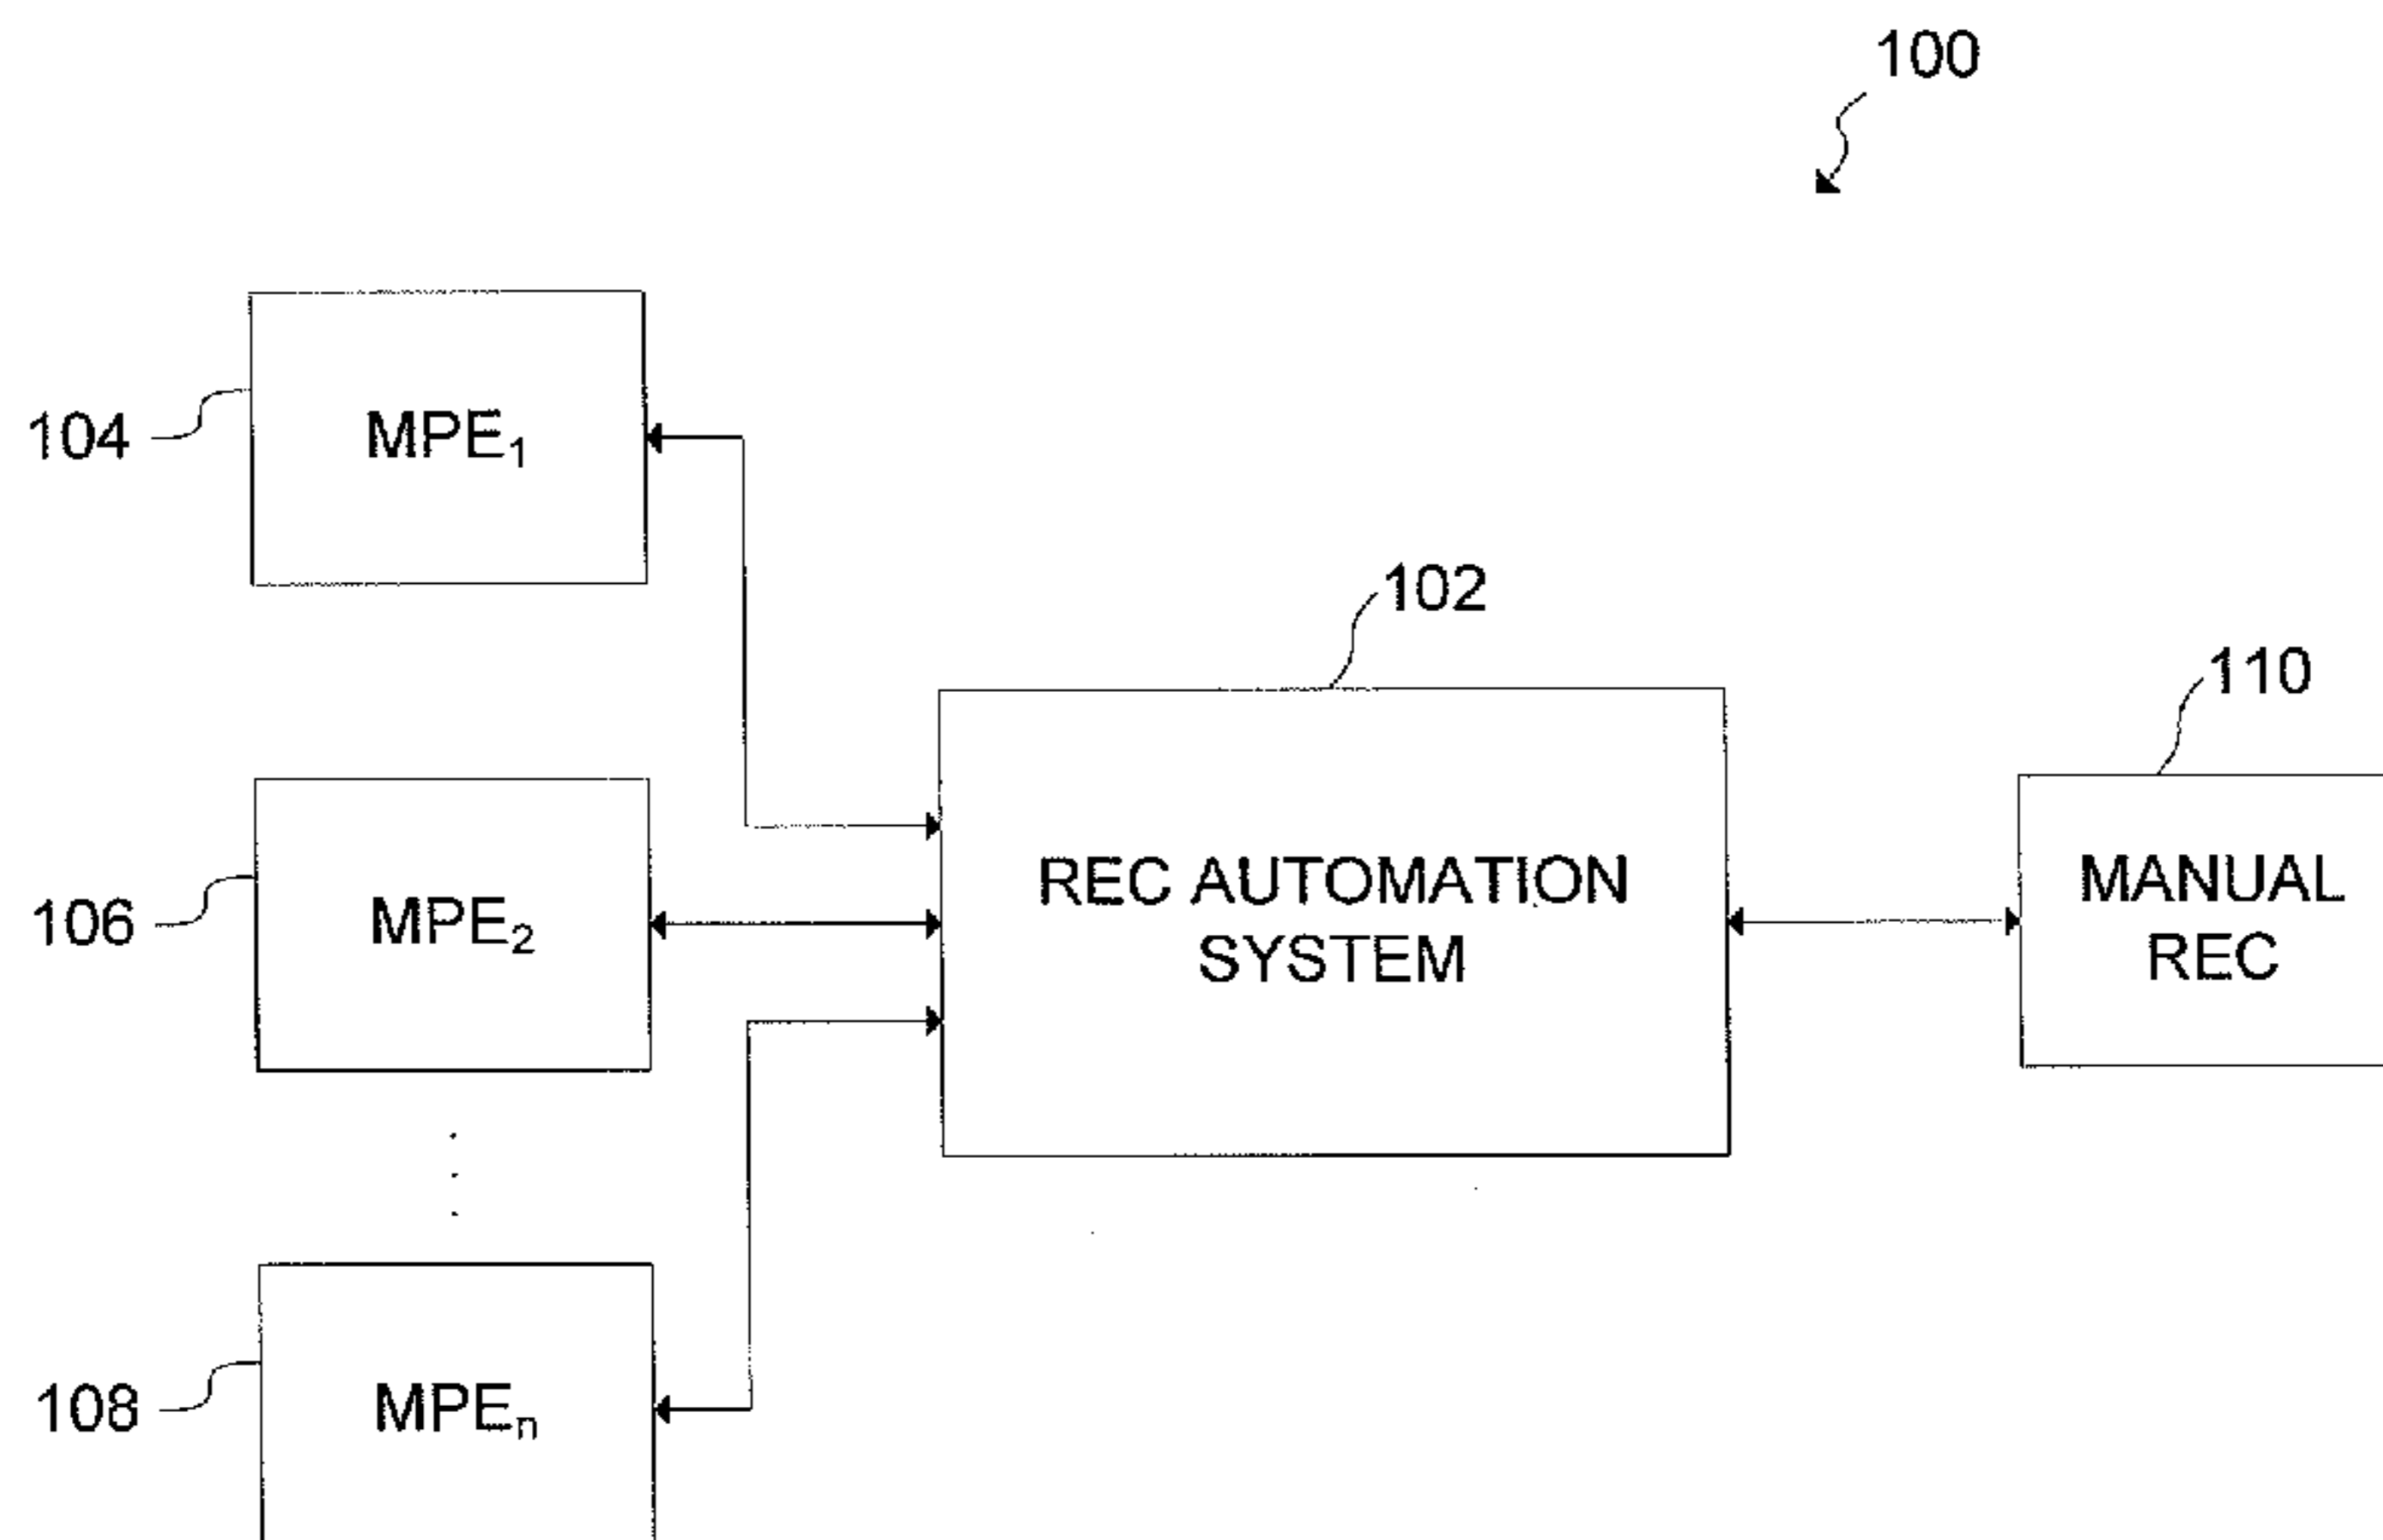 100
104
MPE₁
102
110
106
MPE₂
REC AUTOMATION
SYSTEM
MANUAL
REC
108
MPEₙ